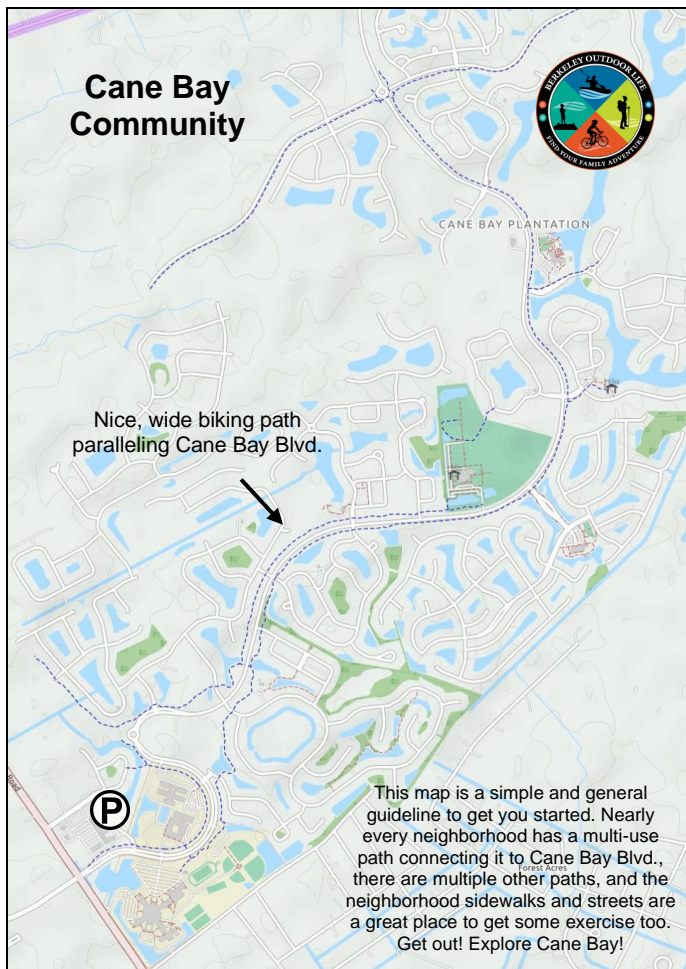 Cane Bay
Community
BERKELEY OUTDOOR LIFE
FIND YOUR FAMILY ADVENTURE
CANE BAY PLANTATION
Nice, wide biking path
paralleling Cane Bay Blvd.
Road
P
This map is a simple and general
guideline to get you started. Nearly
every neighborhood has a multi-use
path connecting it to Cane Bay Blvd.,
there are multiple other paths, and the
Forest Acres
neighborhood sidewalks and streets are
a great place to get some exercise too.
Get out! Explore Cane Bay!